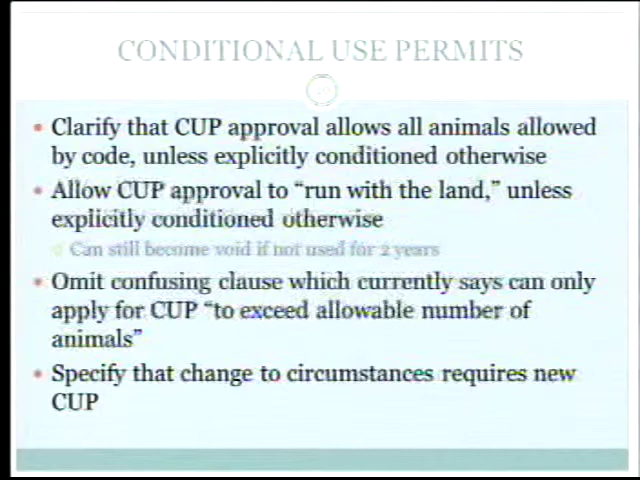 CONDITIONAL USE PERMITS
• Clarify that CUP approval allows all animals allowed
by code, unless explicitly conditioned otherwise
• Allow CUP approval to “run with the land,” unless
explicitly conditioned otherwise
Can still become void if not used for 2 years
• Omit confusing clause which currently says can only
apply for CUP “to exceed allowable number of
animals”
• Specify that change to circumstances requires new
CUP